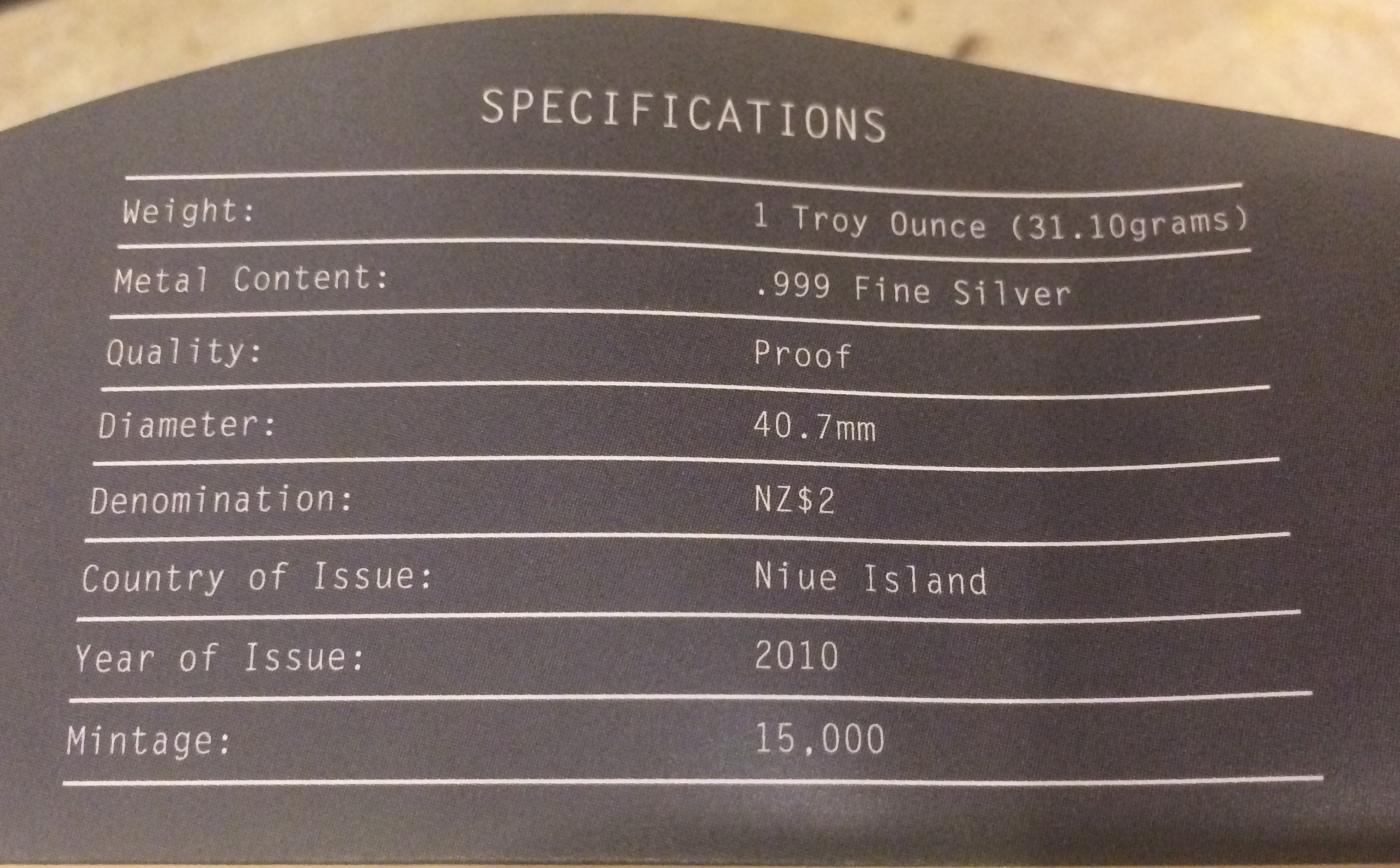 SPECIFICATIONS
Weight: 1 Troy Ounce (31.10grams)
Metal Content: .999 Fine Silver
Quality: Proof
Diameter: 40.7mm
Denomination: NZ$2
Country of Issue: Niue Island
Year of Issue: 2010
Mintage: 15,000